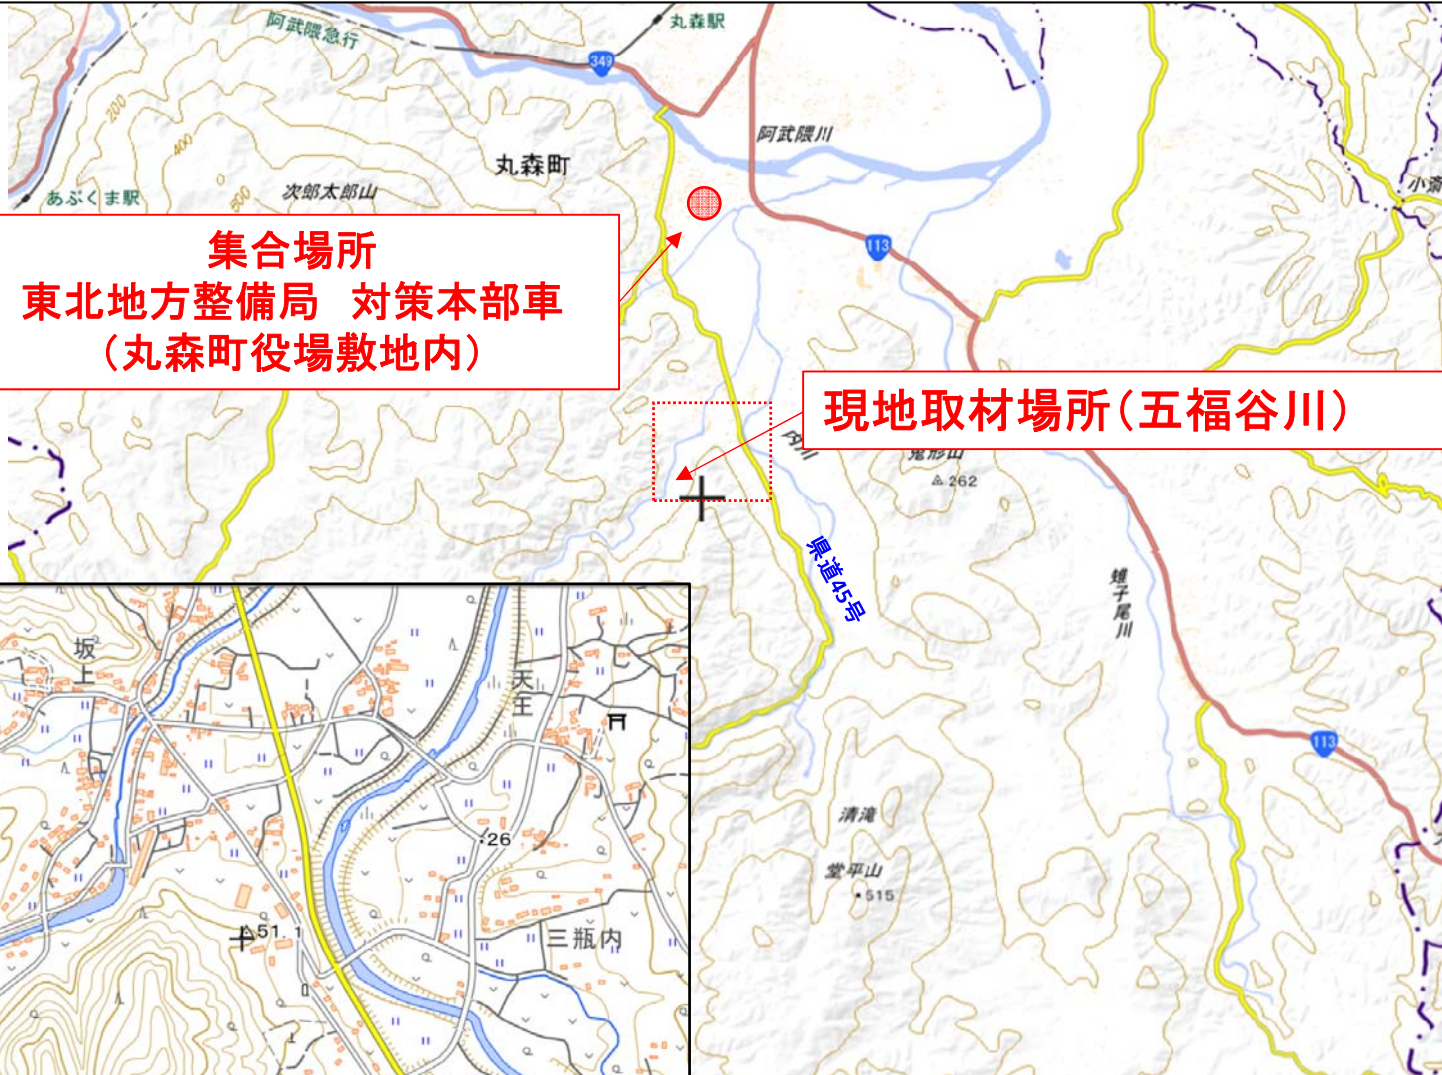 丸森駅
阿武隈急行
349
200
400
500
阿武隈川
丸森町
次郎太郎山
あぶくま駅
小斎
113
集合場所
東北地方整備局 対策本部車
（丸森町役場敷地内）
現地取材場所（五福谷川）
内川
鬼形山
262
県道45号
雉子尾川
113
清滝
堂平山
515
坂上
天王
26
51.1
三瓶内